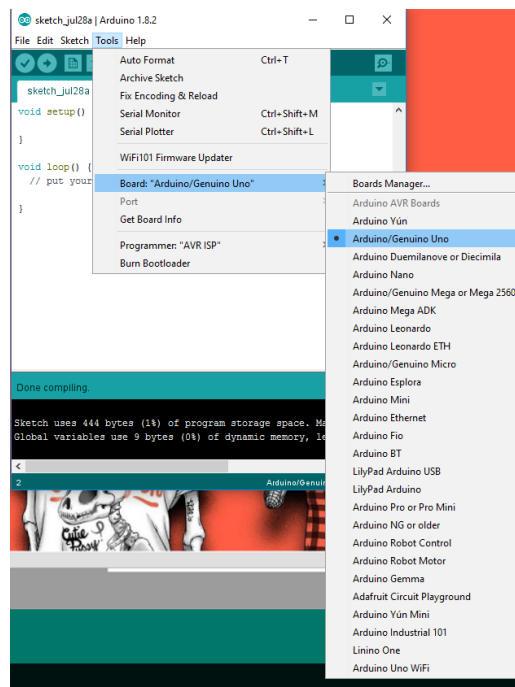 sketch_jul28a | Arduino 1.8.2
File Edit Sketch Tools Help
sketch_jul28a
void setup()
}
void loop() {
// put your
}
Auto Format Ctrl+T
Archive Sketch
Fix Encoding & Reload
Serial Monitor Ctrl+Shift+M
Serial Plotter Ctrl+Shift+L
WiFi101 Firmware Updater
Board: "Arduino/Genuino Uno"
Port
Get Board Info
Programmer: "AVR ISP"
Burn Bootloader
Boards Manager...
Arduino AVR Boards
Arduino Yún
Arduino/Genuino Uno
Arduino Duemilanove or Diecimila
Arduino Nano
Arduino/Genuino Mega or Mega 2560
Arduino Mega ADK
Arduino Leonardo
Arduino Leonardo ETH
Arduino/Genuino Micro
Arduino Esplora
Arduino Mini
Arduino Ethernet
Arduino Fio
Arduino BT
LilyPad Arduino USB
LilyPad Arduino
Arduino Pro or Pro Mini
Arduino NG or older
Arduino Robot Control
Arduino Robot Motor
Arduino Gemma
Adafruit Circuit Playground
Arduino Yún Mini
Arduino Industrial 101
Linino One
Arduino Uno WiFi
Done compiling.
Sketch uses 444 bytes (1%) of program storage space. Ma
Global variables use 9 bytes (0%) of dynamic memory, le
2 Arduino/Genuin
Cutie